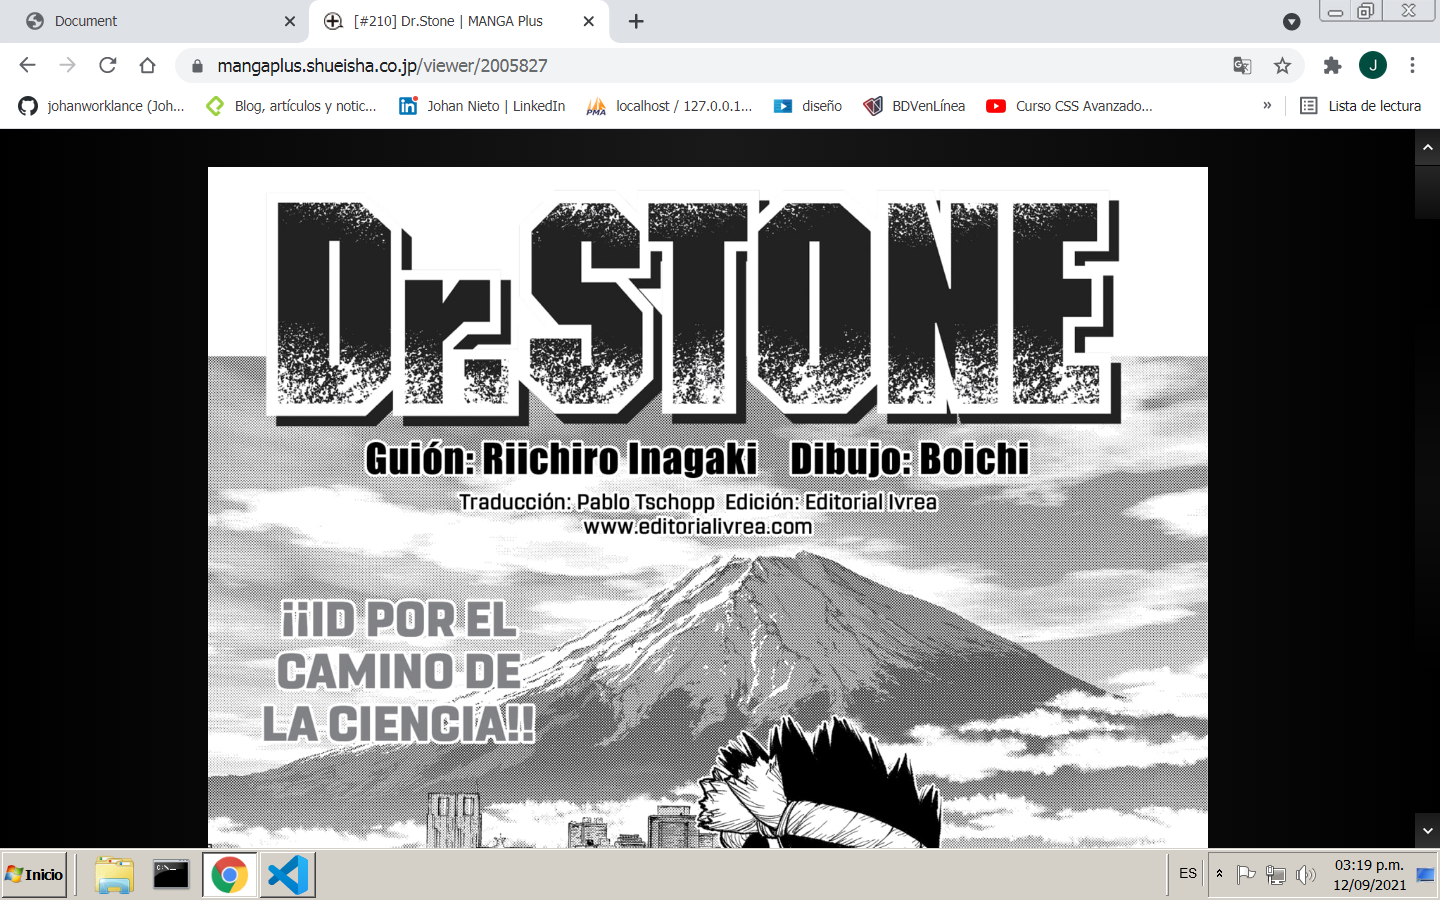 Document
[#210] Dr.Stone | MANGA Plus
mangaplus.shueisha.co.jp/viewer/2005827
J
johanworklance (Joh...
Blog, artículos y notic...
Johan Nieto | LinkedIn
localhost / 127.0.0.1...
diseño
BDVenLínea
Curso CSS Avanzado...
»
Lista de lectura
Dr.STONE
Guión: Riichiro Inagaki Dibujo: Boichi
Traducción: Pablo Tschopp Edición: Editorial Ivrea
www.editorialivrea.com
¡¡ID POR EL
CAMINO DE
LA CIENCIA!!
Inicio
ES
03:19 p.m.
12/09/2021